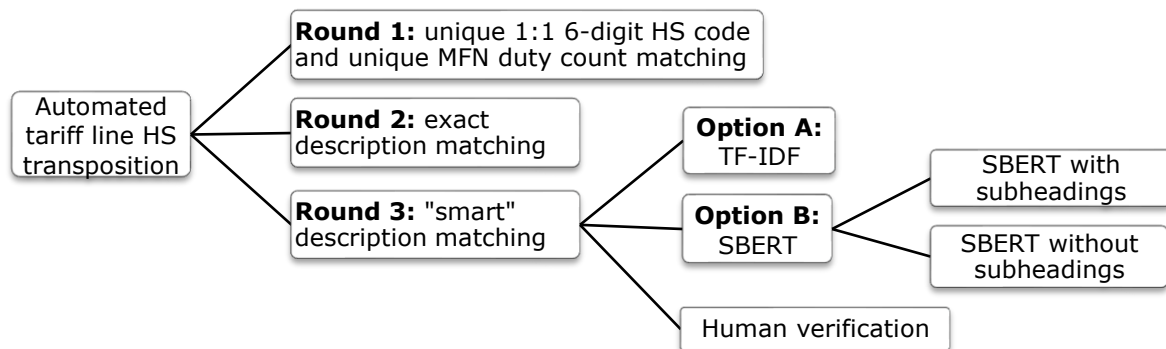 Automated
tariff line HS
transposition
Round 1: unique 1:1 6-digit HS code
and unique MFN duty count matching
Round 2: exact
description matching
Round 3: "smart"
description matching
Option A:
TF-IDF
Option B:
SBERT
Human verification
SBERT with
subheadings
SBERT without
subheadings